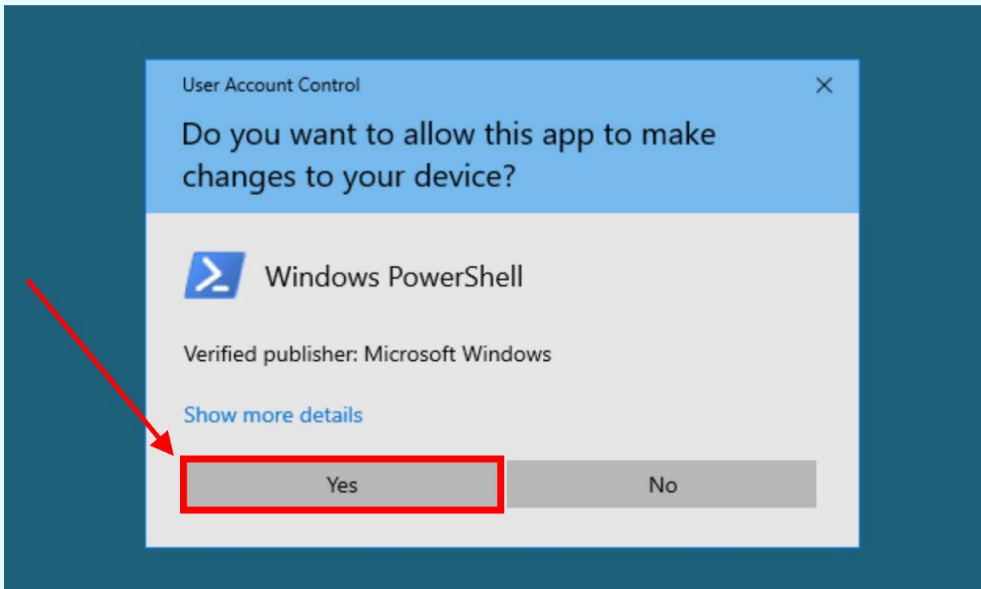 User Account Control
Do you want to allow this app to make
changes to your device?
Windows PowerShell
Verified publisher: Microsoft Windows
Show more details
Yes No